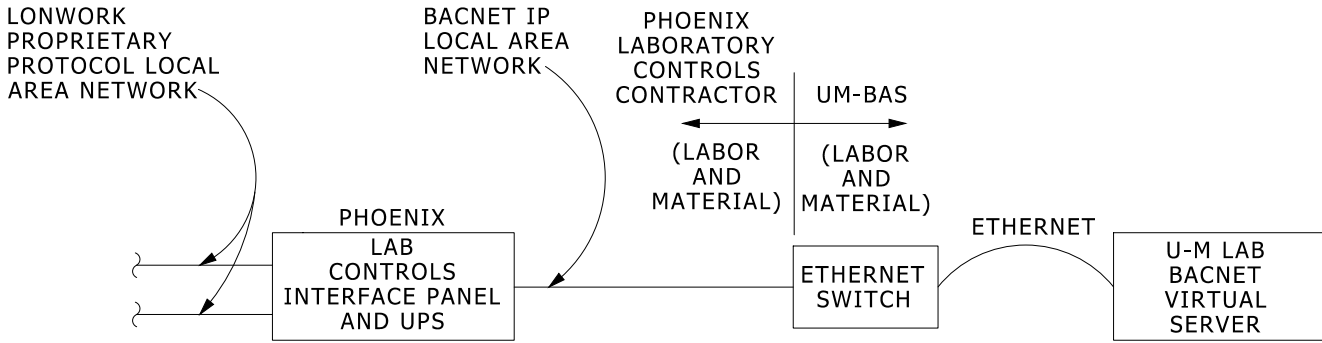 LONWORK
PROPRIETARY
PROTOCOL LOCAL
AREA NETWORK
BACNET IP
LOCAL AREA
NETWORK
PHOENIX
LABORATORY
CONTROLS
CONTRACTOR
UM-BAS
(LABOR
AND
MATERIAL)
(LABOR
AND
MATERIAL)
PHOENIX
LAB
CONTROLS
INTERFACE PANEL
AND UPS
ETHERNET
SWITCH
ETHERNET
U-M LAB
BACNET
VIRTUAL
SERVER